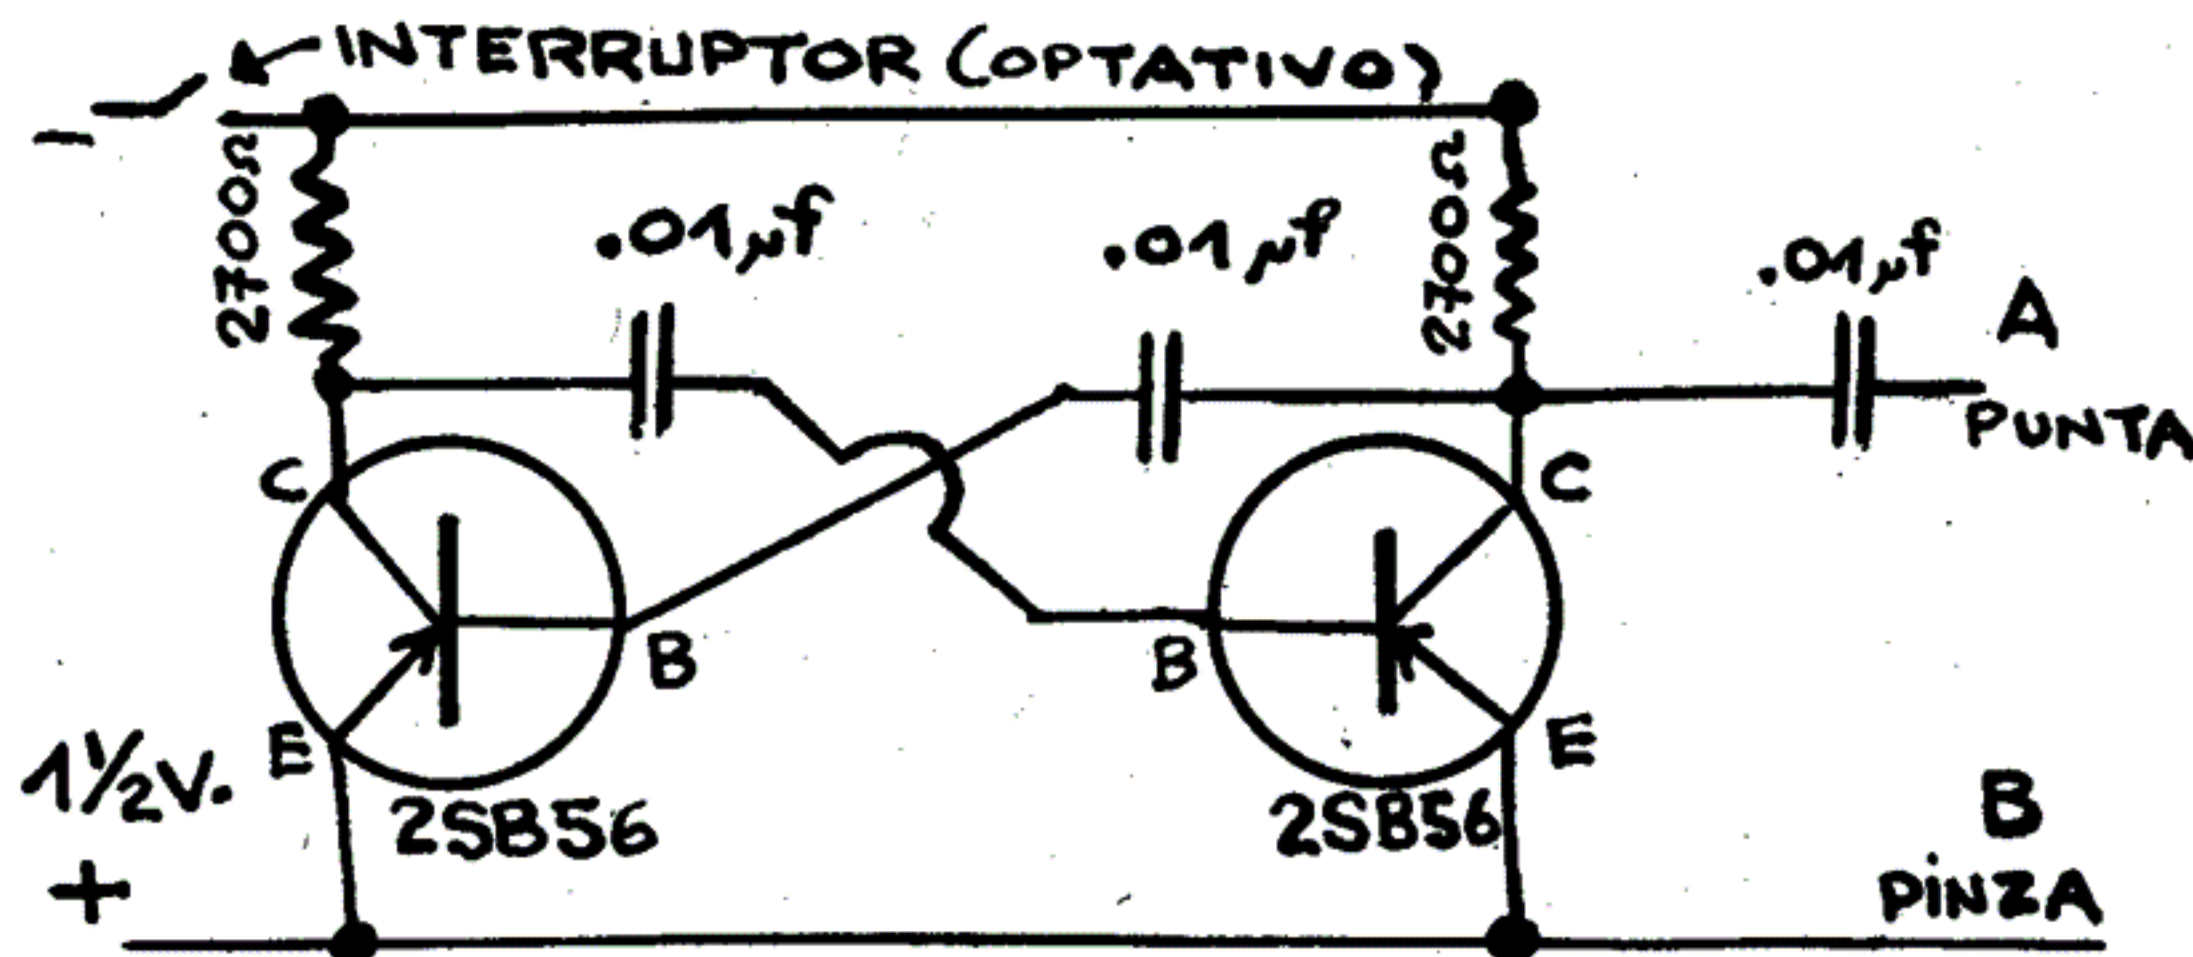 INTERRUPTOR (OPTATIVO)
-
2700Ω
.01µf
.01µf
2700Ω
.01µf
A
PUNTA
C
C
B
B
E
E
1½V.
2SB56
2SB56
B
PINZA
+